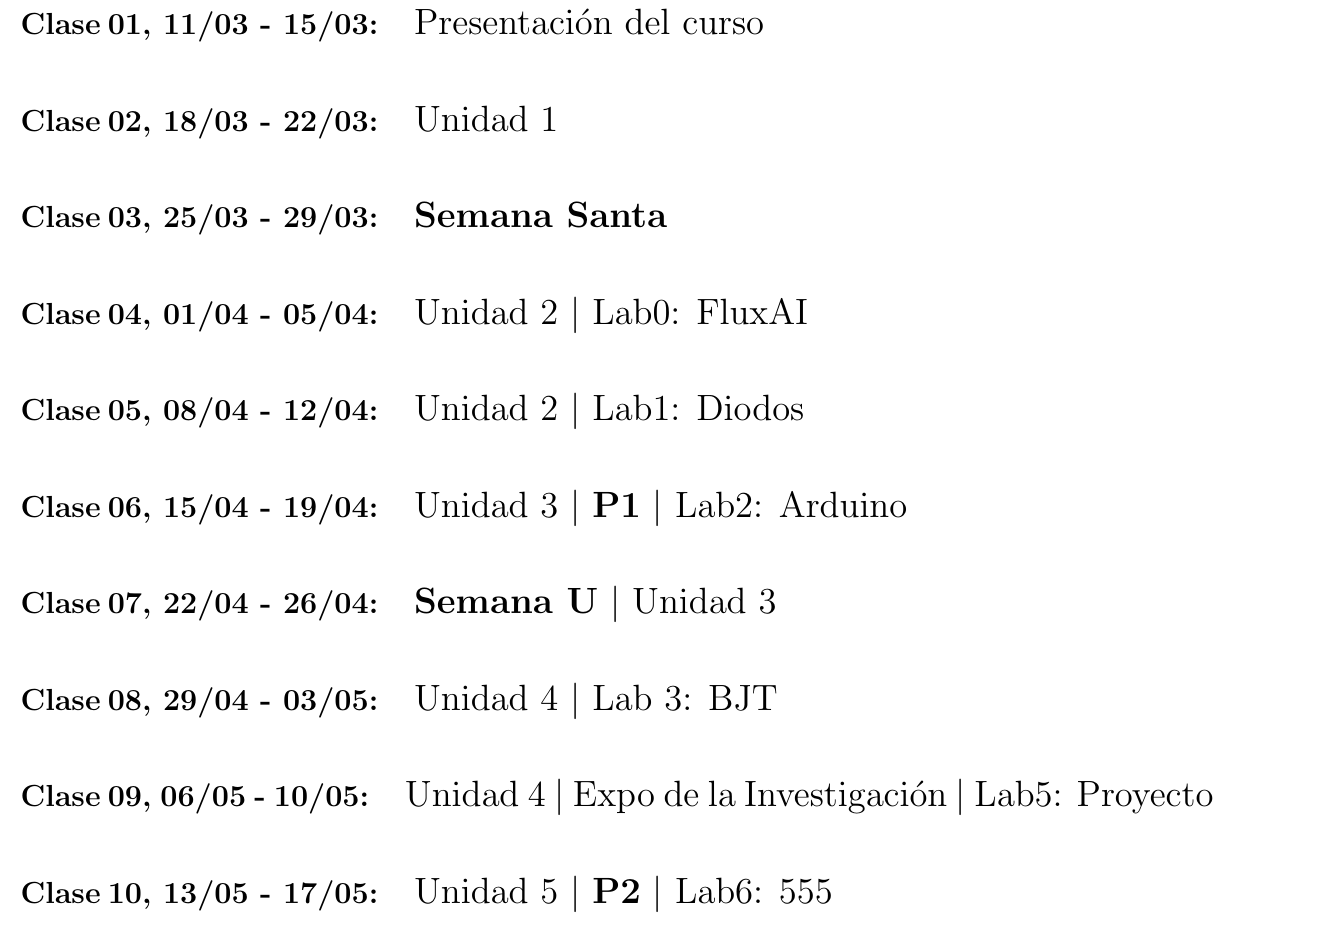 Clase 01, 11/03 - 15/03: Presentación del curso
Clase 02, 18/03 - 22/03: Unidad 1
Clase 03, 25/03 - 29/03: Semana Santa
Clase 04, 01/04 - 05/04: Unidad 2 | Lab0: FluxAI
Clase 05, 08/04 - 12/04: Unidad 2 | Lab1: Diodos
Clase 06, 15/04 - 19/04: Unidad 3 | P1 | Lab2: Arduino
Clase 07, 22/04 - 26/04: Semana U | Unidad 3
Clase 08, 29/04 - 03/05: Unidad 4 | Lab 3: BJT
Clase 09, 06/05 - 10/05: Unidad 4 | Expo de la Investigación | Lab5: Proyecto
Clase 10, 13/05 - 17/05: Unidad 5 | P2 | Lab6: 555